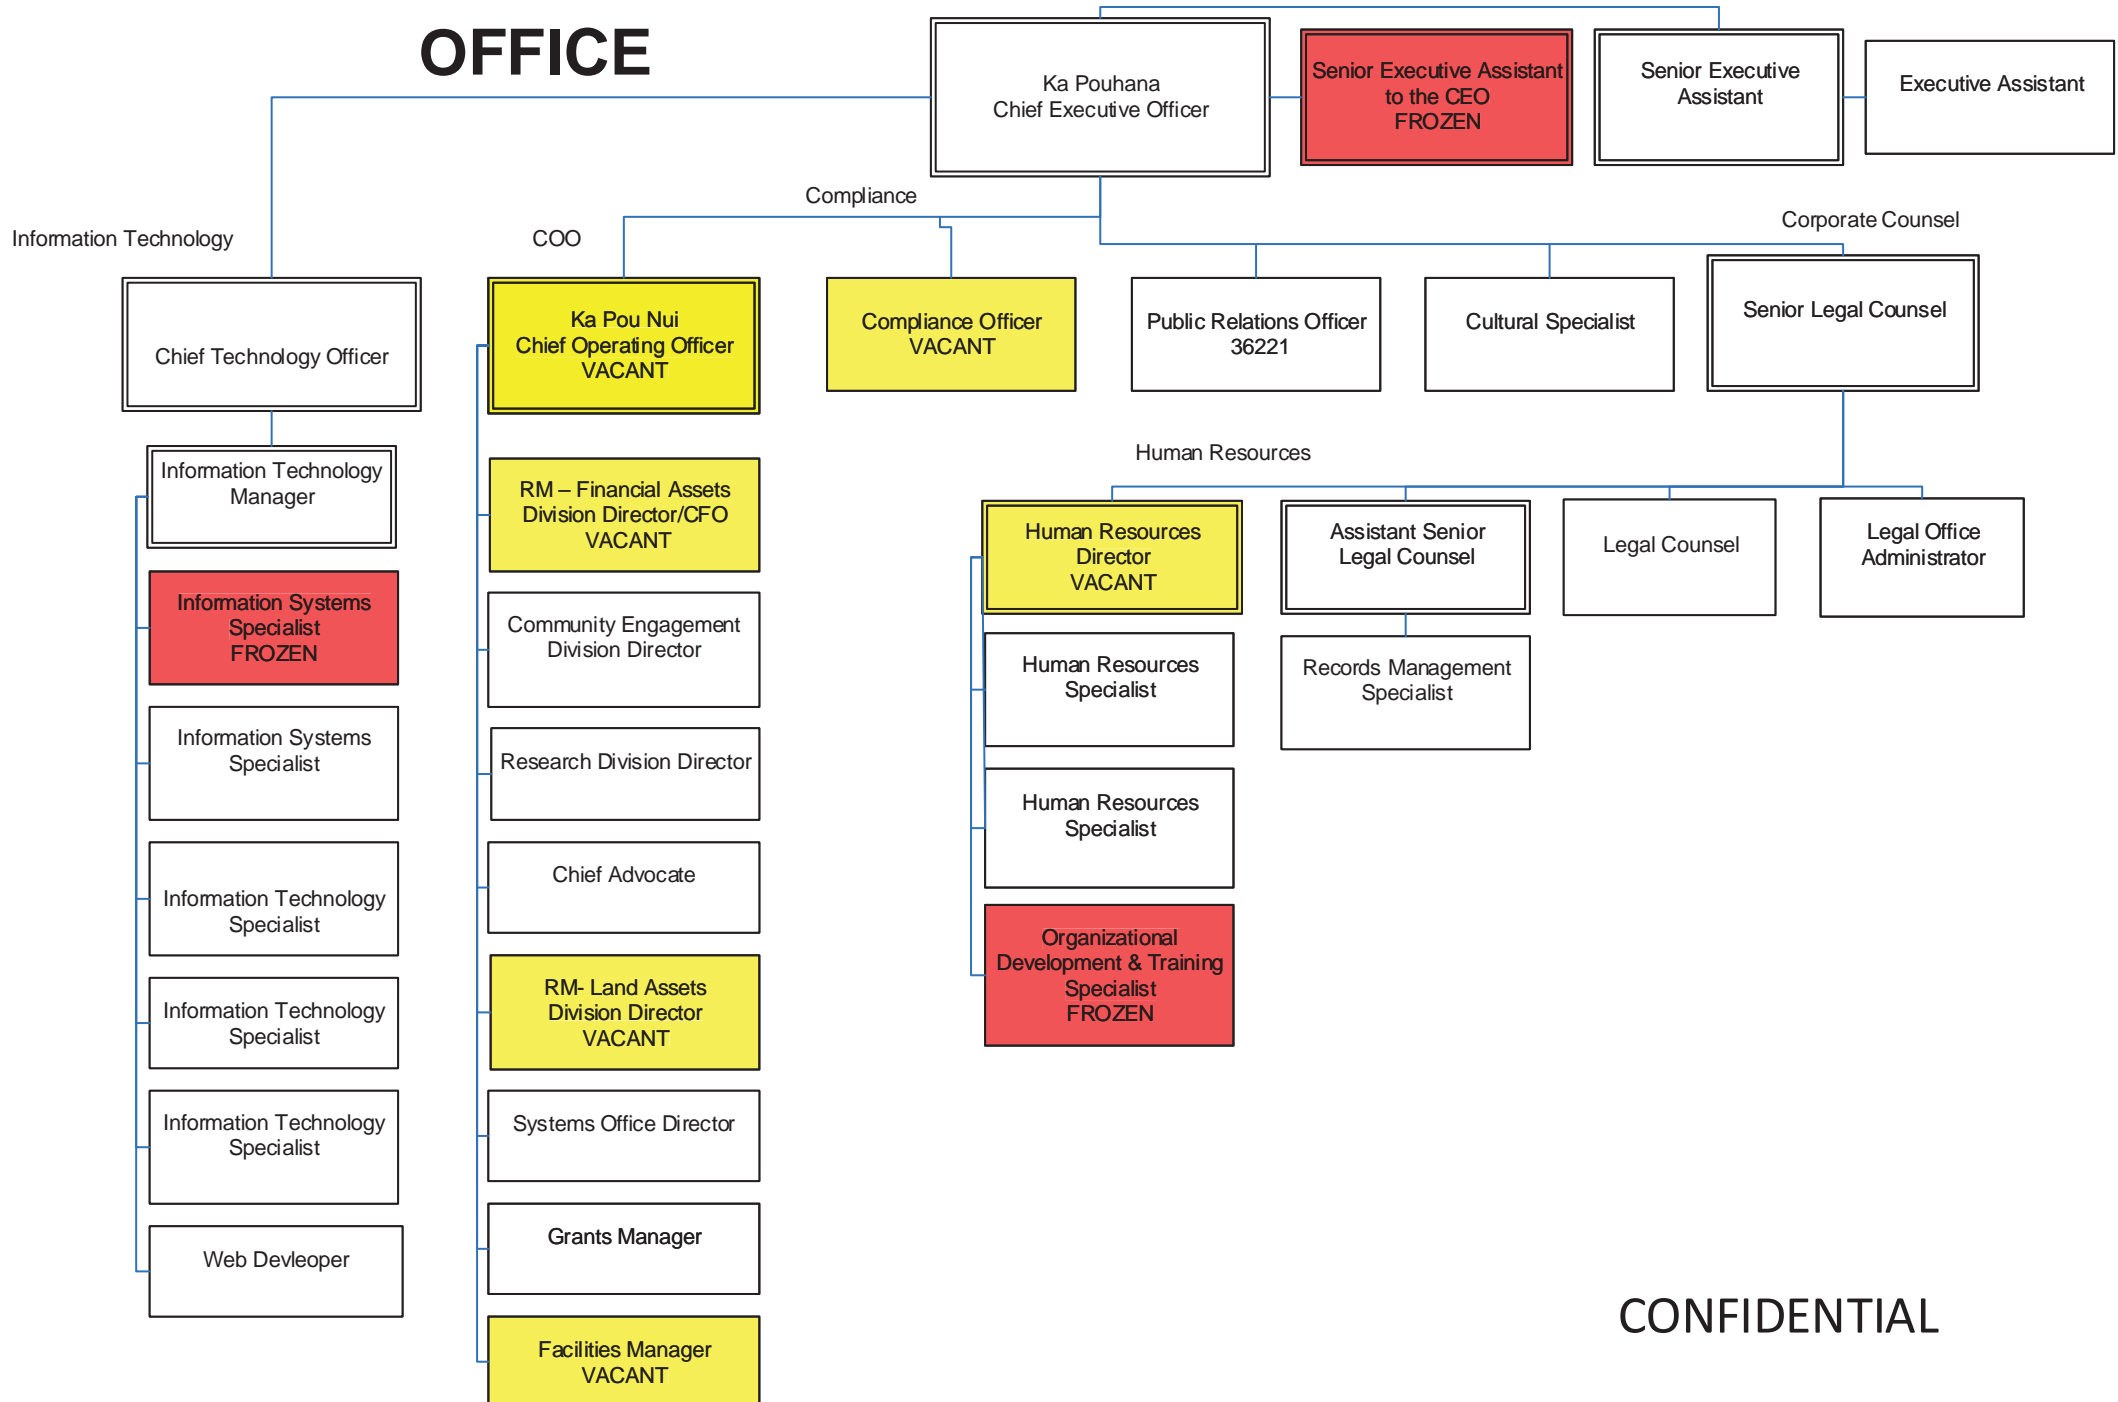 OFFICE
Ka Pouhana
Chief Executive Officer
Senior Executive Assistant
to the CEO
FROZEN
Senior Executive
Assistant
Executive Assistant
Compliance
Corporate Counsel
Information Technology
COO
Chief Technology Officer
Ka Pou Nui
Chief Operating Officer
VACANT
Compliance Officer
VACANT
Public Relations Officer
36221
Cultural Specialist
Senior Legal Counsel
Information Technology
Manager
Information Systems
Specialist
FROZEN
Information Systems
Specialist
Information Technology
Specialist
Information Technology
Specialist
Information Technology
Specialist
Web Devleoper
RM – Financial Assets
Division Director/CFO
VACANT
Community Engagement
Division Director
Research Division Director
Chief Advocate
RM- Land Assets
Division Director
VACANT
Systems Office Director
Grants Manager
Facilities Manager
VACANT
Human Resources
Human Resources
Director
VACANT
Human Resources
Specialist
Human Resources
Specialist
Organizational
Development & Training
Specialist
FROZEN
Assistant Senior
Legal Counsel
Records Management
Specialist
Legal Counsel
Legal Office
Administrator
CONFIDENTIAL